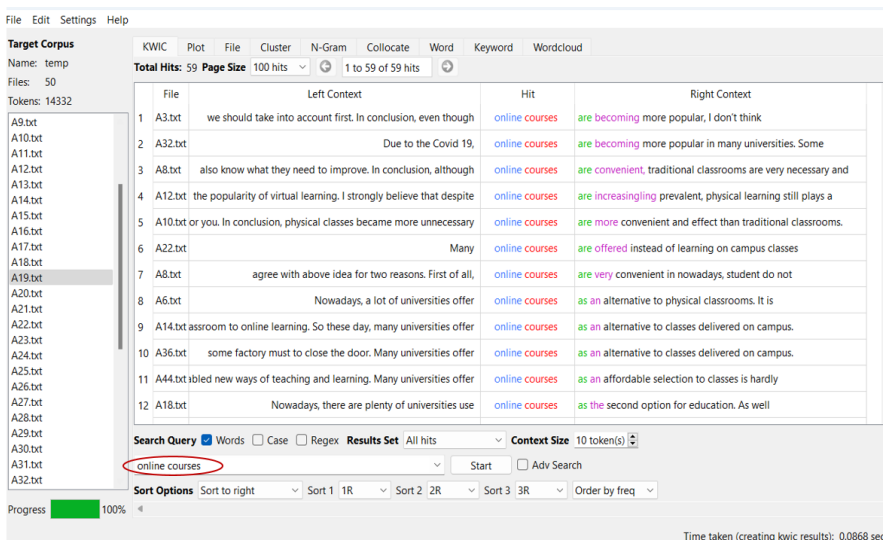 File Edit Settings Help
Target Corpus
Name: temp
Files: 50
Tokens: 14332
A9.txt
A10.txt
A11.txt
A12.txt
A13.txt
A14.txt
A15.txt
A16.txt
A17.txt
A18.txt
A19.txt
A20.txt
A21.txt
A22.txt
A23.txt
A24.txt
A25.txt
A26.txt
A27.txt
A28.txt
A29.txt
A30.txt
A31.txt
A32.txt
Progress 100%
KWIC Plot File Cluster N-Gram Collocate Word Keyword Wordcloud
Total Hits: 59 Page Size 100 hits 1 to 59 of 59 hits
File Left Context Hit Right Context
1 A3.txt we should take into account first. In conclusion, even though online courses are becoming more popular, I don't think
2 A32.txt Due to the Covid 19, online courses are becoming more popular in many universities. Some
3 A8.txt also know what they need to improve. In conclusion, although online courses are convenient, traditional classrooms are very necessary and
4 A12.txt the popularity of virtual learning. I strongly believe that despite online courses are increasingling prevalent, physical learning still plays a
5 A10.txt or you. In conclusion, physical classes became more unnecessary online courses are more convenient and effect than traditional classrooms.
6 A22.txt Many online courses are offered instead of learning on campus classes
7 A8.txt agree with above idea for two reasons. First of all, online courses are very convenient in nowadays, student do not
8 A6.txt Nowadays, a lot of universities offer online courses as an alternative to physical classrooms. It is
9 A14.txt assroom to online learning. So these day, many universities offer online courses as an alternative to classes delivered on campus.
10 A36.txt some factory must to close the door. Many universities offer online courses as an alternative to classes delivered on campus.
11 A44.txt abled new ways of teaching and learning. Many universities offer online courses as an affordable selection to classes is hardly
12 A18.txt Nowadays, there are plenty of universities use online courses as the second option for education. As well
Search Query Words Case Regex Results Set All hits Context Size 10 token(s)
online courses Start Adv Search
Sort Options Sort to right Sort 1 1R Sort 2 2R Sort 3 3R Order by freq
Time taken (creating kwic results): 0.0868 sec